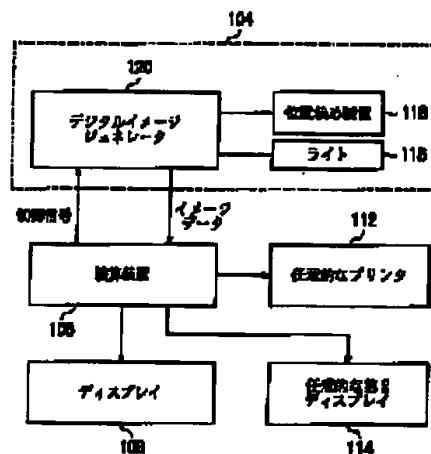 104
120
デジタルイメージ
ジェネレータ
位置決め装置
116
ライト
118
制御信号
イメージ
データ
112
演算装置
任意的なプリンタ
106
ディスプレイ
任意的な第2
ディスプレイ
108
114